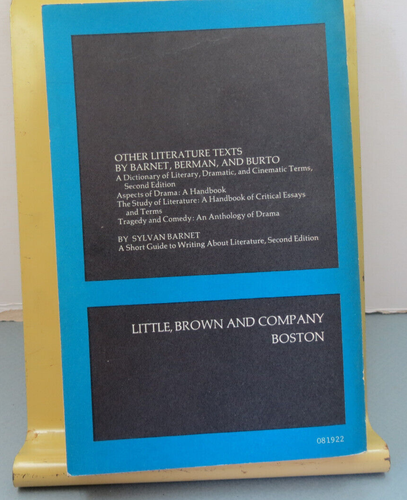 OTHER LITERATURE TEXTS
BY BARNET, BERMAN, AND BURTO
A Dictionary of Literary, Dramatic, and Cinematic Terms,
Second Edition
Aspects of Drama: A Handbook
The Study of Literature: A Handbook of Critical Essays
and Terms
Tragedy and Comedy: An Anthology of Drama
BY SYLVAN BARNET
A Short Guide to Writing About Literature, Second Edition
LITTLE, BROWN AND COMPANY
BOSTON
081922